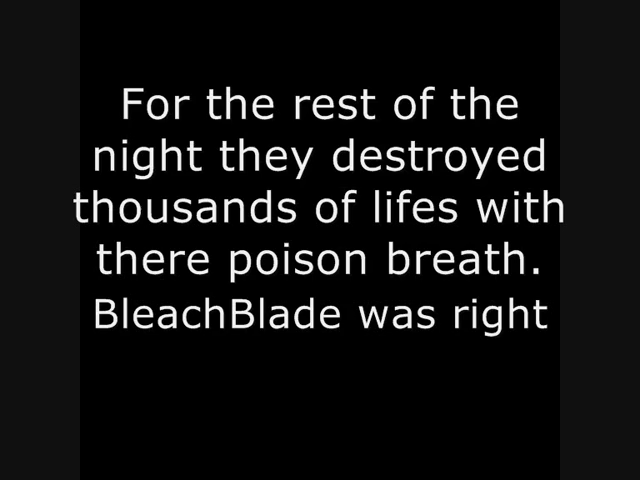 For the rest of the
night they destroyed
thousands of lifes with
there poison breath.
BleachBlade was right